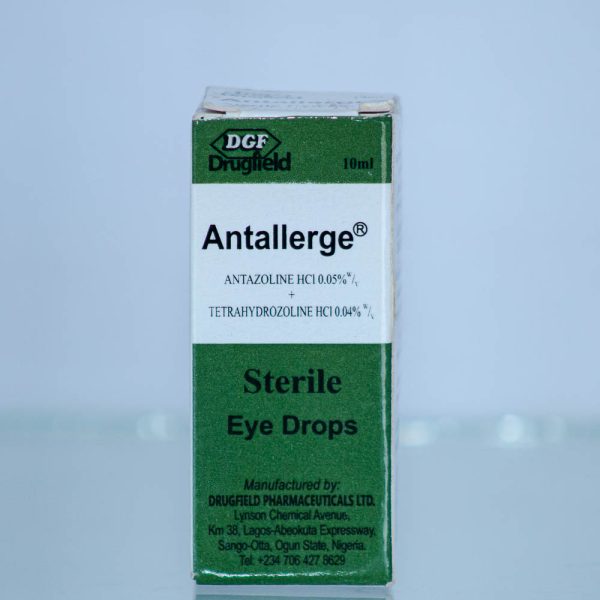 Antallerge
DGF
Drugfield
10ml
Antallerge®
ANTAZOLINE HCl 0.05% w/v
+
TETRAHYDROZOLINE HCl 0.04% w/v
Sterile
Eye Drops
Manufactured by:
DRUGFIELD PHARMACEUTICALS LTD.
Lynson Chemical Avenue,
Km 38, Lagos-Abeokuta Expressway,
Sango-Otta, Ogun State, Nigeria.
Tel: +234 706 427 8629